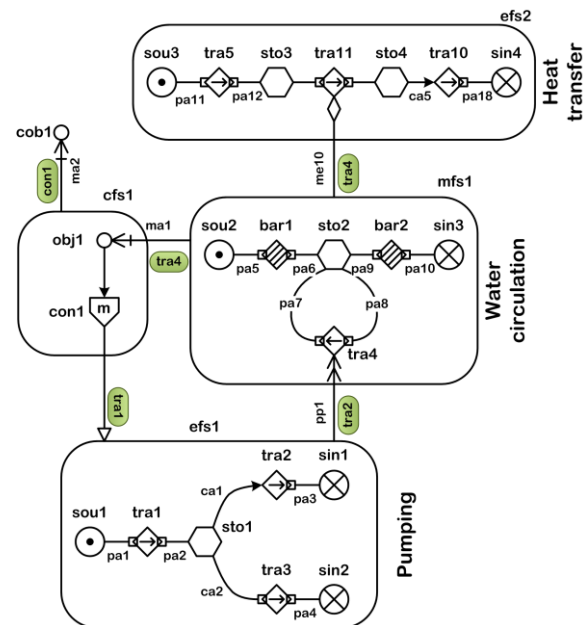 efs2
sou3 tra5 sto3 tra11 sto4 tra10 sin4
pa11 pa12 ca5 pa18
Heat
transfer
cob1
con1
ma2
me10
tra4
cfs1
mfs1
obj1
ma1
tra4
m
con1
sou2 bar1 sto2 bar2 sin3
pa5 pa6 pa9 pa10
pa7 pa8
tra4
Water
circulation
tra1
pp1
tra2
efs1
tra2 sin1
ca1
pa3
sou1 tra1
sto1
pa1 pa2
tra3 sin2
ca2
pa4
Pumping